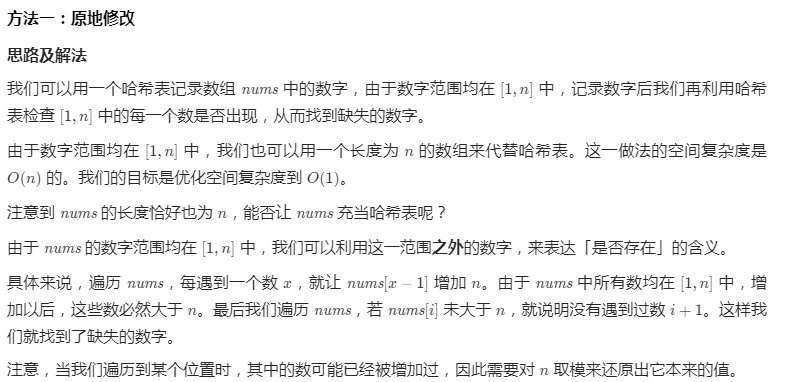 方法一：原地修改
思路及解法
我们可以用一个哈希表记录数组 nums 中的数字，由于数字范围均在 [1, n] 中，记录数字后我们再利用哈希
表检查 [1, n] 中的每一个数是否出现，从而找到缺失的数字。
由于数字范围均在 [1, n] 中，我们也可以用一个长度为 n 的数组来代替哈希表。这一做法的空间复杂度是
O(n) 的。我们的目标是优化空间复杂度到 O(1)。
注意到 nums 的长度恰好也为 n，能否让 nums 充当哈希表呢？
由于 nums 的数字范围均在 [1, n] 中，我们可以利用这一范围之外的数字，来表达「是否存在」的含义。
具体来说，遍历 nums，每遇到一个数 x，就让 nums[x − 1] 增加 n。由于 nums 中所有数均在 [1, n] 中，增
加以后，这些数必然大于 n。最后我们遍历 nums，若 nums[i] 未大于 n，就说明没有遇到过数 i + 1。这样我
们就找到了缺失的数字。
注意，当我们遍历到某个位置时，其中的数可能已经被增加过，因此需要对 n 取模来还原出它本来的值。